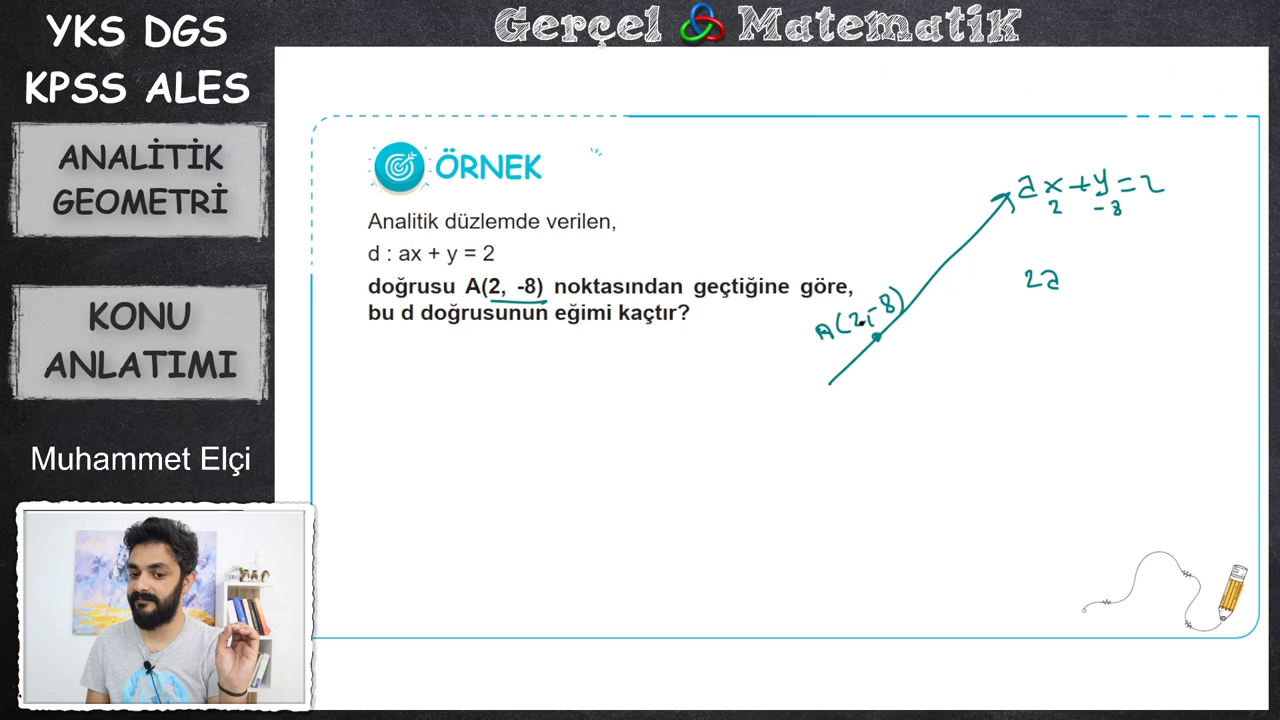 YKS DGS
KPSS ALES
ANALİTİK
GEOMETRİ
KONU
ANLATIMI
Muhammet Elçi
Gerçel Matematik
ÖRNEK
Analitik düzlemde verilen,
d : ax + y = 2
doğrusu A(2, -8) noktasından geçtiğine göre,
bu d doğrusunun eğimi kaçtır?
ax+y=2
2 -8
2a
A(2,-8)